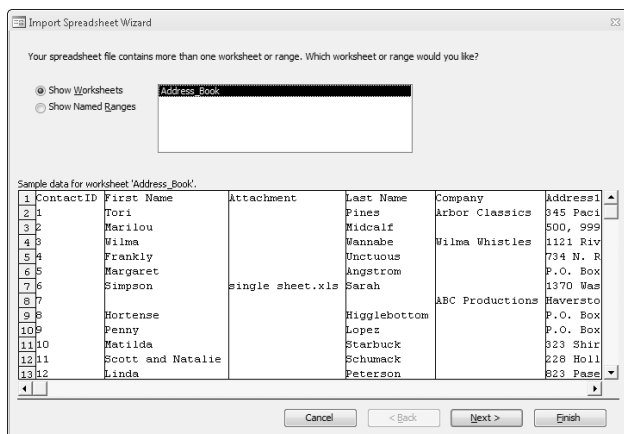 Import Spreadsheet Wizard
Your spreadsheet file contains more than one worksheet or range. Which worksheet or range would you like?
Show Worksheets
Show Named Ranges
Address_Book
Sample data for worksheet 'Address_Book'.
1 ContactID First Name Attachment Last Name Company Address1
2 1 Tori Pines Arbor Classics 345 Paci
3 2 Marilou Midcalf 500, 999
4 3 Wilma Wannabe Wilma Whistles 1121 Riv
5 4 Frankly Unctuous 734 N. R
6 5 Margaret Angstrom P.O. Box
7 6 Simpson single sheet.xls Sarah 1370 Was
8 7 ABC Productions Haversto
9 8 Hortense Higglebottom P.O. Box
10 9 Penny Lopez P.O. Box
11 10 Matilda Starbuck 323 Shir
12 11 Scott and Natalie Schumack 228 Holl
13 12 Linda Peterson 823 Pase
Cancel < Back Next > Finish